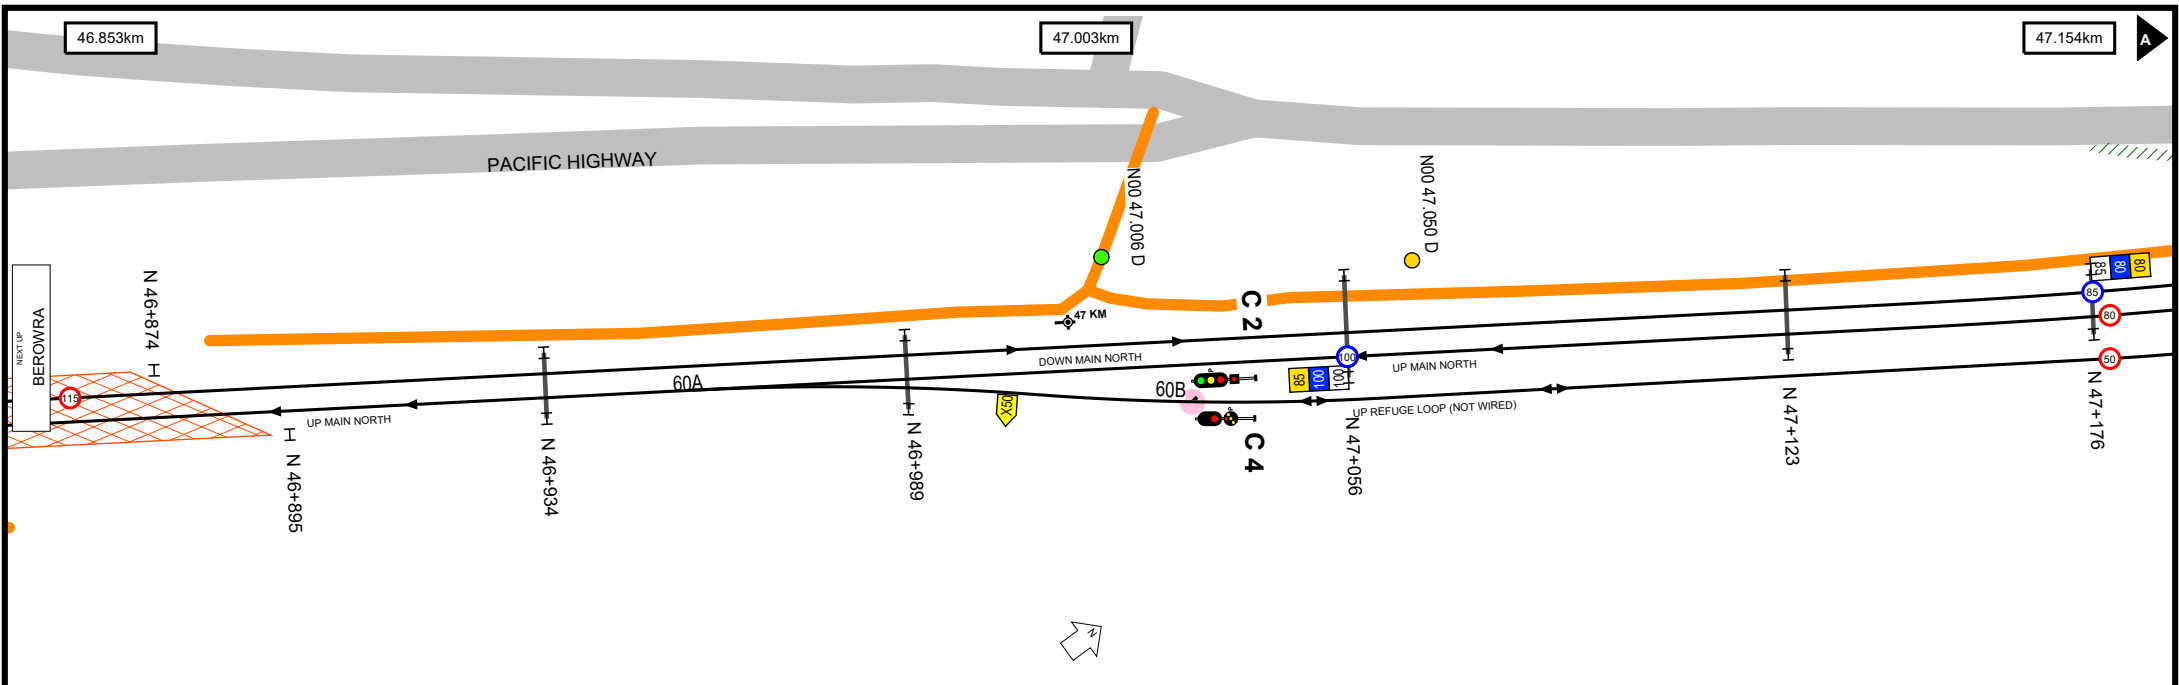 46.853km
47.003km
47.154km
A
PACIFIC HIGHWAY
N00 47.006 D
N00 47.050 D
NEXT UP
BEROWRA
N 46+874
115
UP MAIN NORTH
N 46+895
N 46+934
60A
N 46+989
X50
47 KM
DOWN MAIN NORTH
60B
P
P
C 2
C 4
85
100
100
100
N 47+056
UP MAIN NORTH
UP REFUGE LOOP (NOT WIRED)
N 47+123
85
80
80
85
80
50
N 47+176
N